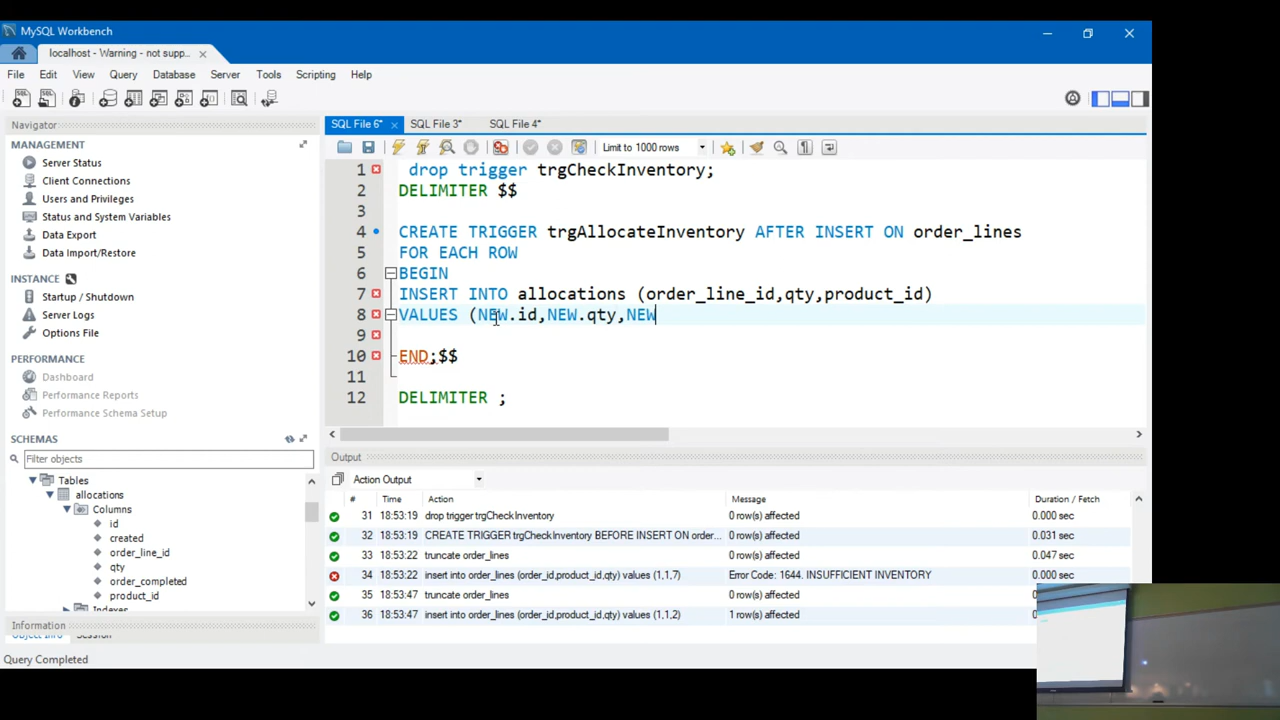 MySQL Workbench
localhost - Warning - not supp...
File Edit View Query Database Server Tools Scripting Help
Navigator
MANAGEMENT
Server Status
Client Connections
Users and Privileges
Status and System Variables
Data Export
Data Import/Restore
INSTANCE
Startup / Shutdown
Server Logs
Options File
PERFORMANCE
Dashboard
Performance Reports
Performance Schema Setup
SCHEMAS
Filter objects
Tables
allocations
Columns
id
created
order_line_id
qty
order_completed
product_id
Indexes
Information
Object Info Session
Query Completed
SQL File 6* SQL File 3* SQL File 4*
Limit to 1000 rows
1 drop trigger trgCheckInventory;
2 DELIMITER $$
3
4 CREATE TRIGGER trgAllocateInventory AFTER INSERT ON order_lines
5 FOR EACH ROW
6 BEGIN
7 INSERT INTO allocations (order_line_id,qty,product_id)
8 VALUES (NEW.id,NEW.qty,NEW
9
10 END;$$
11
12 DELIMITER ;
Output
Action Output
# Time Action Message Duration / Fetch
31 18:53:19 drop trigger trgCheckInventory 0 row(s) affected 0.000 sec
32 18:53:19 CREATE TRIGGER trgCheckInventory BEFORE INSERT ON order... 0 row(s) affected 0.031 sec
33 18:53:22 truncate order_lines 0 row(s) affected 0.047 sec
34 18:53:22 insert into order_lines (order_id,product_id,qty) values (1,1,7) Error Code: 1644. INSUFFICIENT INVENTORY 0.000 sec
35 18:53:47 truncate order_lines 0 row(s) affected
36 18:53:47 insert into order_lines (order_id,product_id,qty) values (1,1,2) 1 row(s) affected